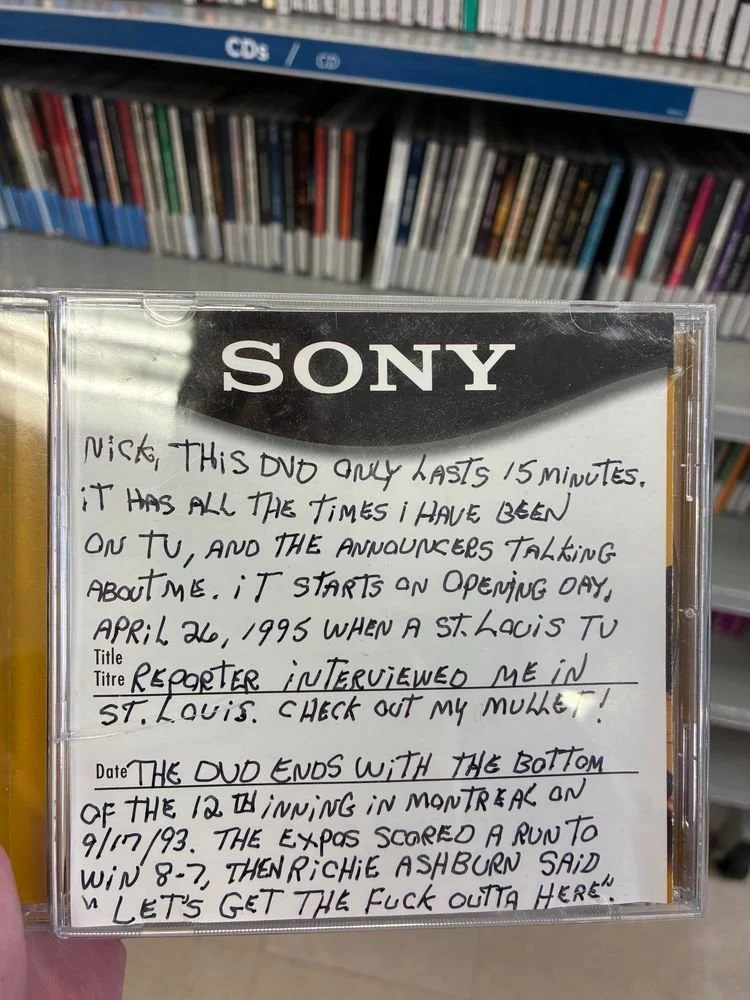 CDs / CD
SONY
NICK, THIS DVD ONLY LASTS 15 MINUTES.
IT HAS ALL THE TIMES I HAVE BEEN
ON TV, AND THE ANNOUNCERS TALKING
ABOUT ME. IT STARTS ON OPENING DAY,
APRIL 26, 1995 WHEN A ST. LOUIS TV
Title
Titre REPORTER INTERVIEWED ME IN
ST. LOUIS. CHECK OUT MY MULLET!
Date THE DVD ENDS WITH THE BOTTOM
OF THE 12TH INNING IN MONTREAL ON
9/17/93. THE EXPOS SCORED A RUN TO
WIN 8-7, THEN RICHIE ASHBURN SAID
"LET'S GET THE FUCK OUTTA HERE".